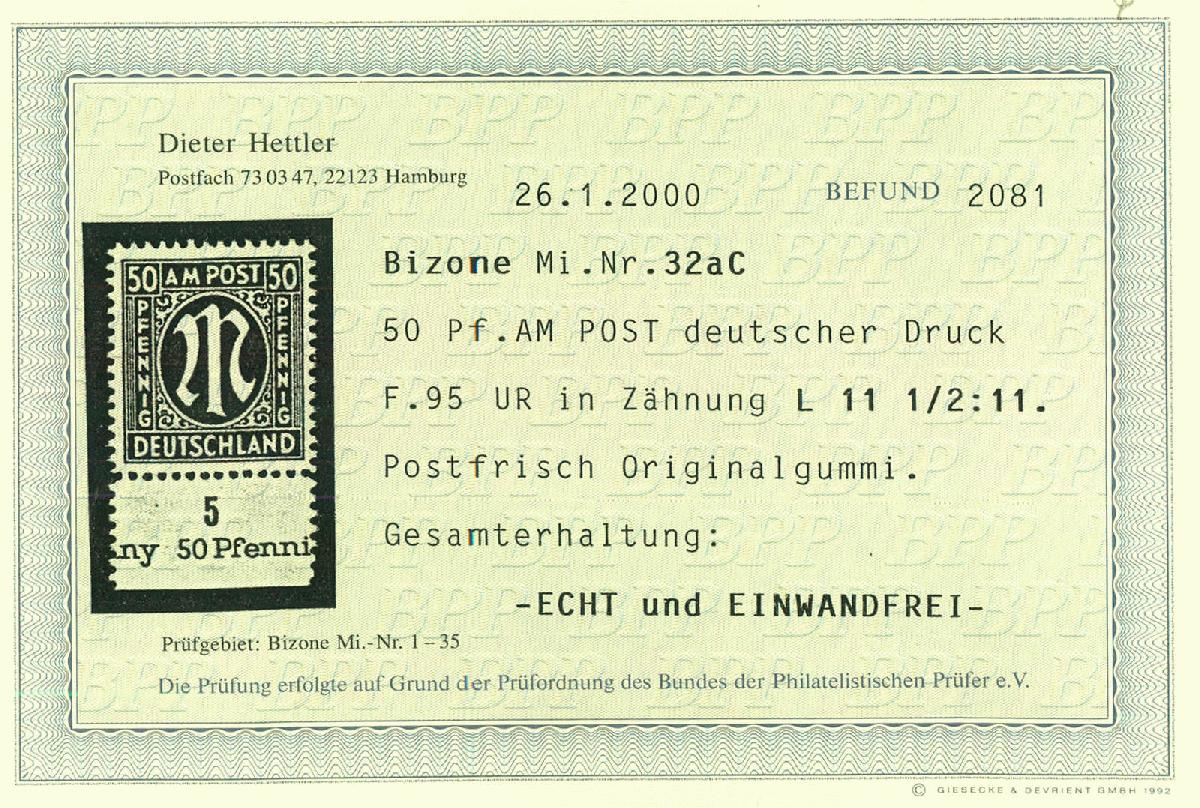 Dieter Hettler
Postfach 73 03 47, 22123 Hamburg
26.1.2000 BEFUND 2081
Bizone Mi.Nr.32aC
50 Pf.AM POST deutscher Druck
F.95 UR in Zähnung L 11 1/2:11.
Postfrisch Originalgummi.
Gesamterhaltung:
-ECHT und EINWANDFREI-
50 AM POST 50
PFENNIG
PFENNIG
DEUTSCHLAND
5
ny 50 Pfenni
Prüfgebiet: Bizone Mi.-Nr. 1–35
Die Prüfung erfolgte auf Grund der Prüfordnung des Bundes der Philatelistischen Prüfer e.V.
© GIESECKE & DEVRIENT GMBH 1992